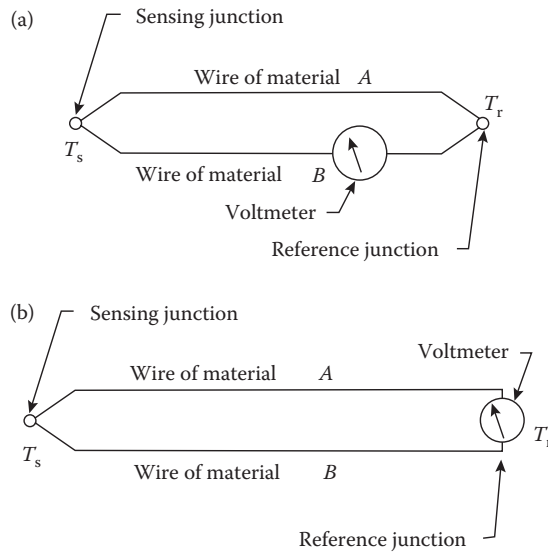 (a)
Sensing junction
Wire of material A
T_r
T_s
Wire of material B
Voltmeter
Reference junction
(b)
Sensing junction
Voltmeter
Wire of material A
T_r
T_s
Wire of material B
Reference junction